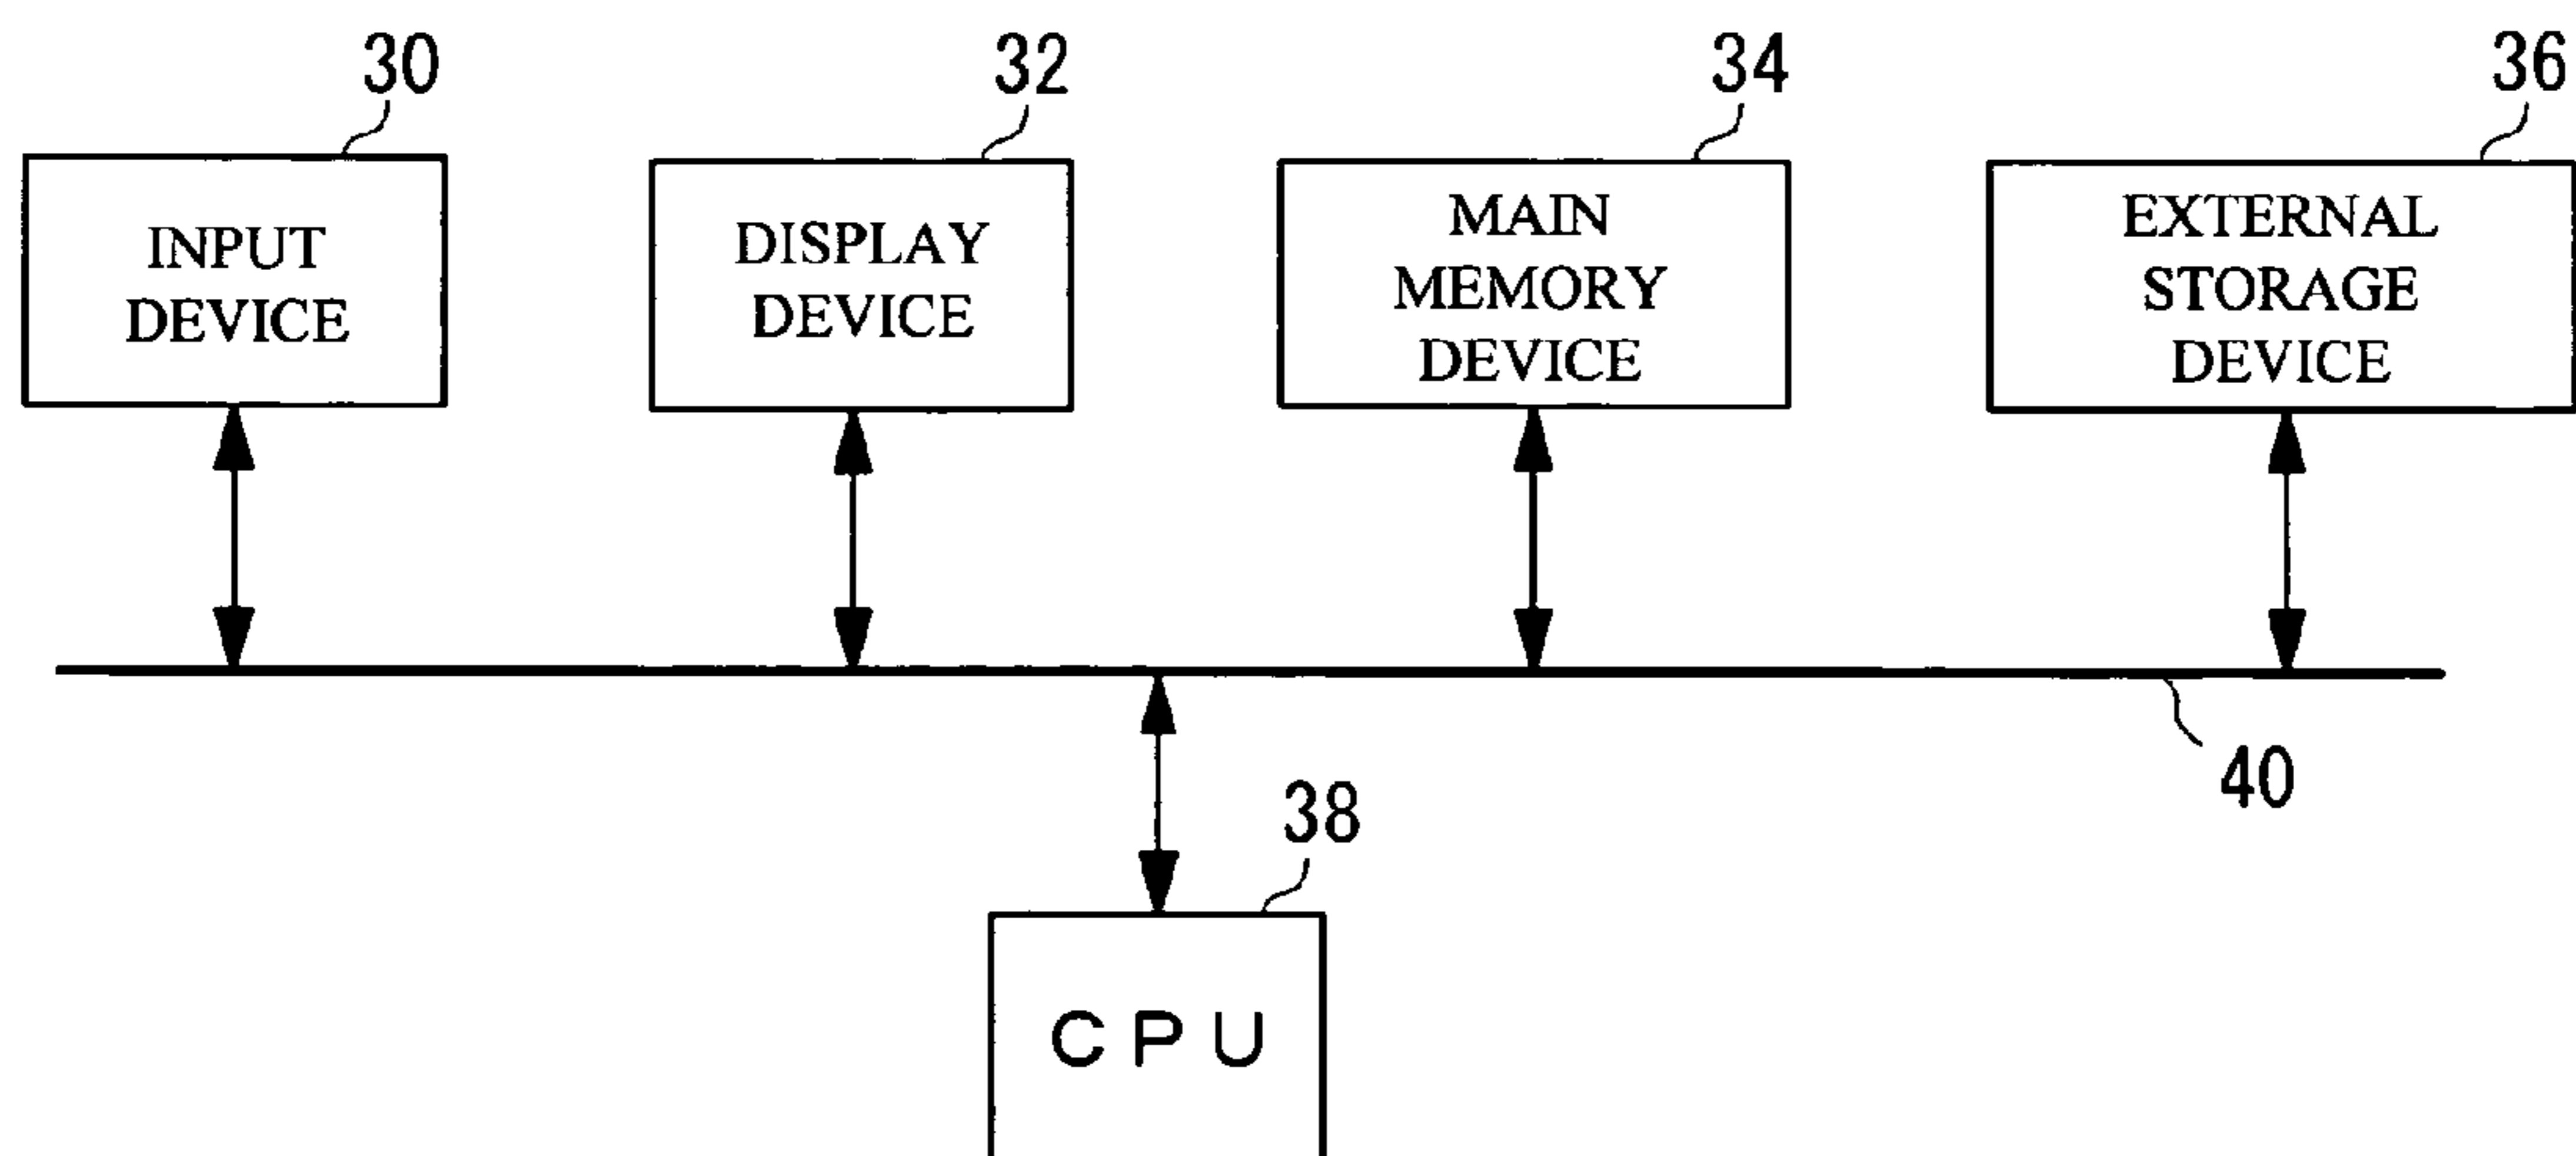 30
32
34
36
INPUT
DEVICE
DISPLAY
DEVICE
MAIN
MEMORY
DEVICE
EXTERNAL
STORAGE
DEVICE
40
38
CPU